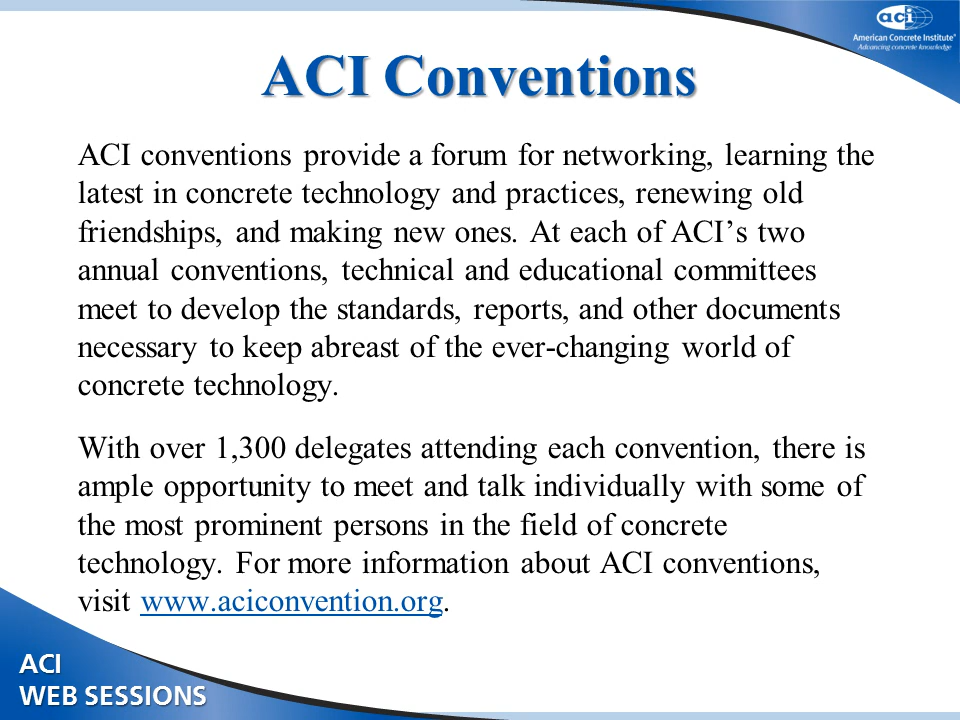 aci
American Concrete Institute®
Advancing concrete knowledge
ACI Conventions
ACI conventions provide a forum for networking, learning the
latest in concrete technology and practices, renewing old
friendships, and making new ones. At each of ACI’s two
annual conventions, technical and educational committees
meet to develop the standards, reports, and other documents
necessary to keep abreast of the ever-changing world of
concrete technology.
With over 1,300 delegates attending each convention, there is
ample opportunity to meet and talk individually with some of
the most prominent persons in the field of concrete
technology. For more information about ACI conventions,
visit www.aciconvention.org.
ACI
WEB SESSIONS